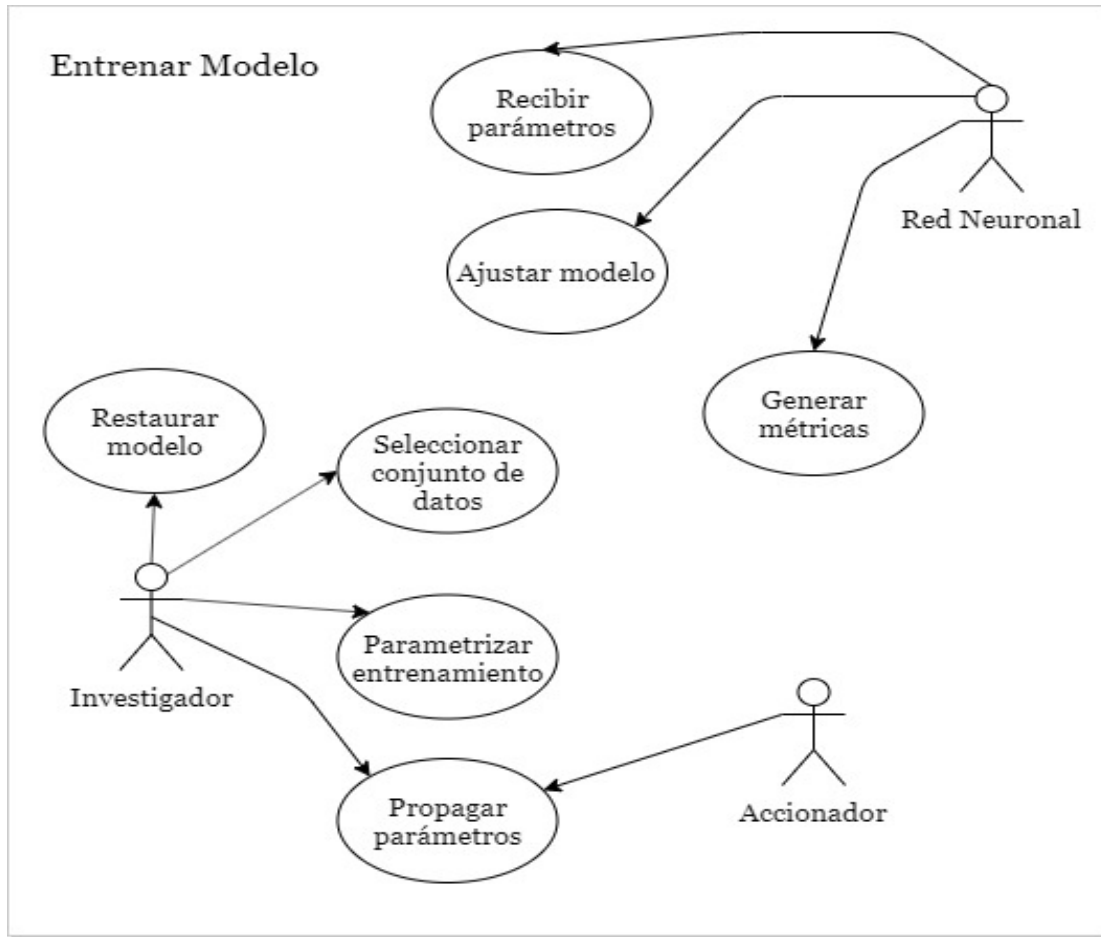 Entrenar Modelo
Recibir
parámetros
Red Neuronal
Ajustar modelo
Generar
métricas
Restaurar
modelo
Seleccionar
conjunto de
datos
Parametrizar
entrenamiento
Investigador
Propagar
parámetros
Accionador